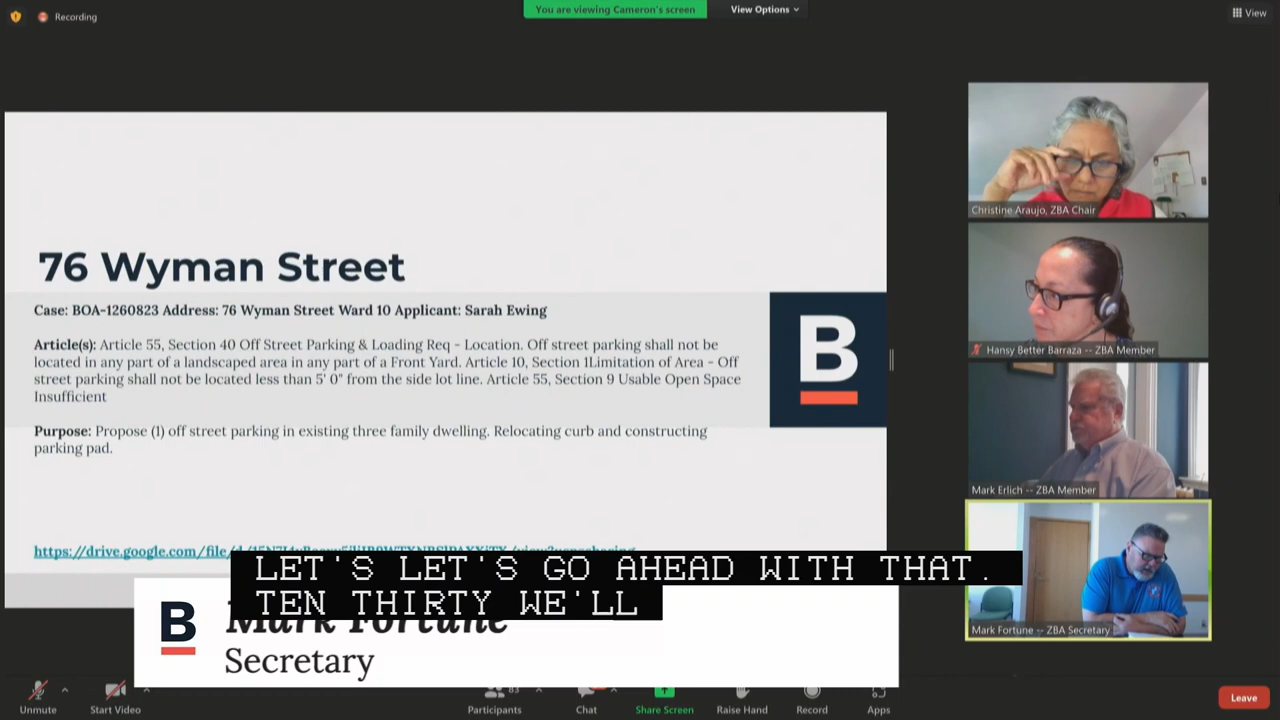 Recording
You are viewing Cameron's screen
View Options
View
76 Wyman Street
Case: BOA-1260823 Address: 76 Wyman Street Ward 10 Applicant: Sarah Ewing
Article(s): Article 55, Section 40 Off Street Parking & Loading Req - Location. Off street parking shall not be
located in any part of a landscaped area in any part of a Front Yard. Article 10, Section 1Limitation of Area - Off
street parking shall not be located less than 5' 0" from the side lot line. Article 55, Section 9 Usable Open Space
Insufficient
Purpose: Propose (1) off street parking in existing three family dwelling. Relocating curb and constructing
parking pad.
https://drive.google.com/file/
B
Christine Araujo, ZBA Chair
Hansy Better Barraza -- ZBA Member
Mark Erlich -- ZBA Member
Mark Fortune -- ZBA Secretary
LET'S LET'S GO AHEAD WITH THAT.
TEN THIRTY WE'LL
B
Mark Fortune
Secretary
Unmute
Start Video
Participants
83
Chat
Share Screen
Raise Hand
Record
Apps
Leave